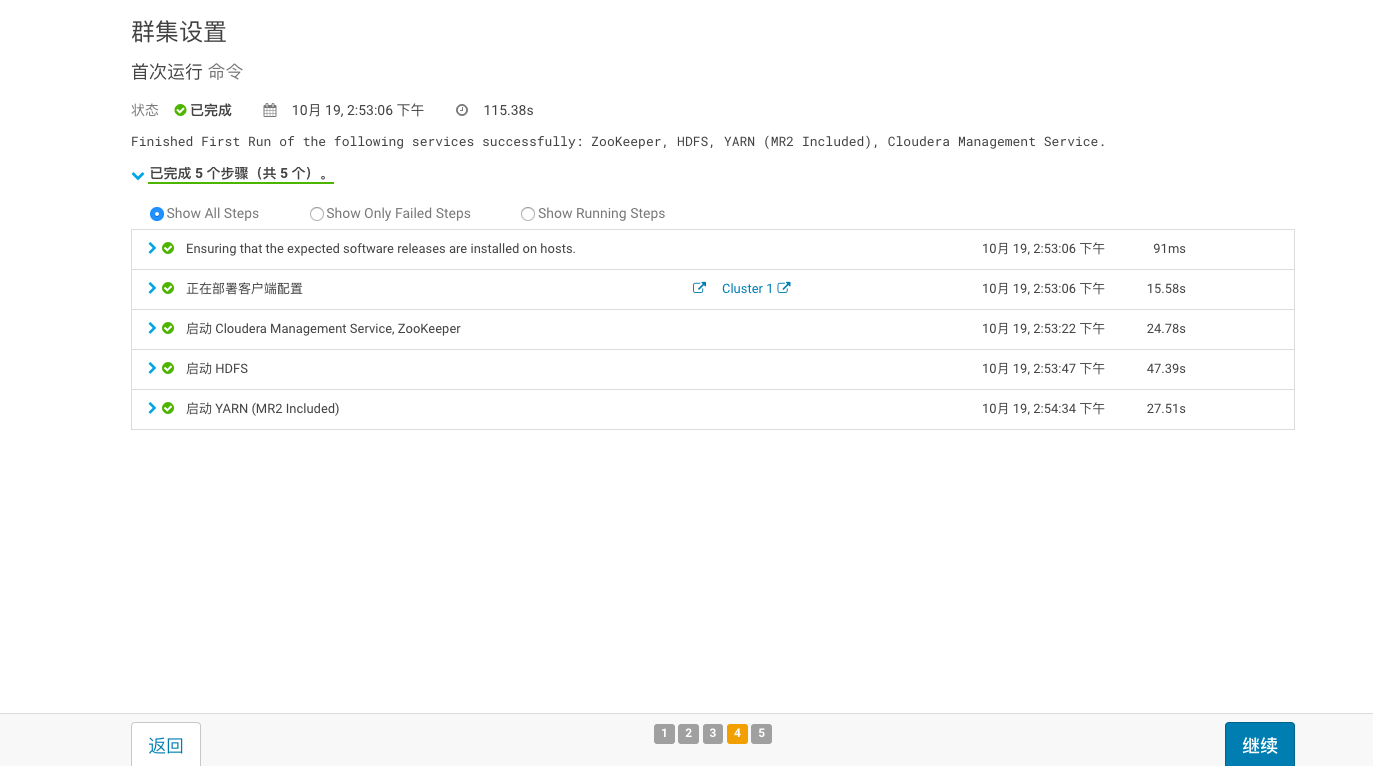 群集设置
首次运行 命令
状态 已完成 10月 19, 2:53:06 下午 115.38s
Finished First Run of the following services successfully: ZooKeeper, HDFS, YARN (MR2 Included), Cloudera Management Service.
已完成 5 个步骤（共 5 个）。
Show All Steps Show Only Failed Steps Show Running Steps
Ensuring that the expected software releases are installed on hosts. 10月 19, 2:53:06 下午 91ms
正在部署客户端配置 Cluster 1 10月 19, 2:53:06 下午 15.58s
启动 Cloudera Management Service, ZooKeeper 10月 19, 2:53:22 下午 24.78s
启动 HDFS 10月 19, 2:53:47 下午 47.39s
启动 YARN (MR2 Included) 10月 19, 2:54:34 下午 27.51s
返回 1 2 3 4 5 继续